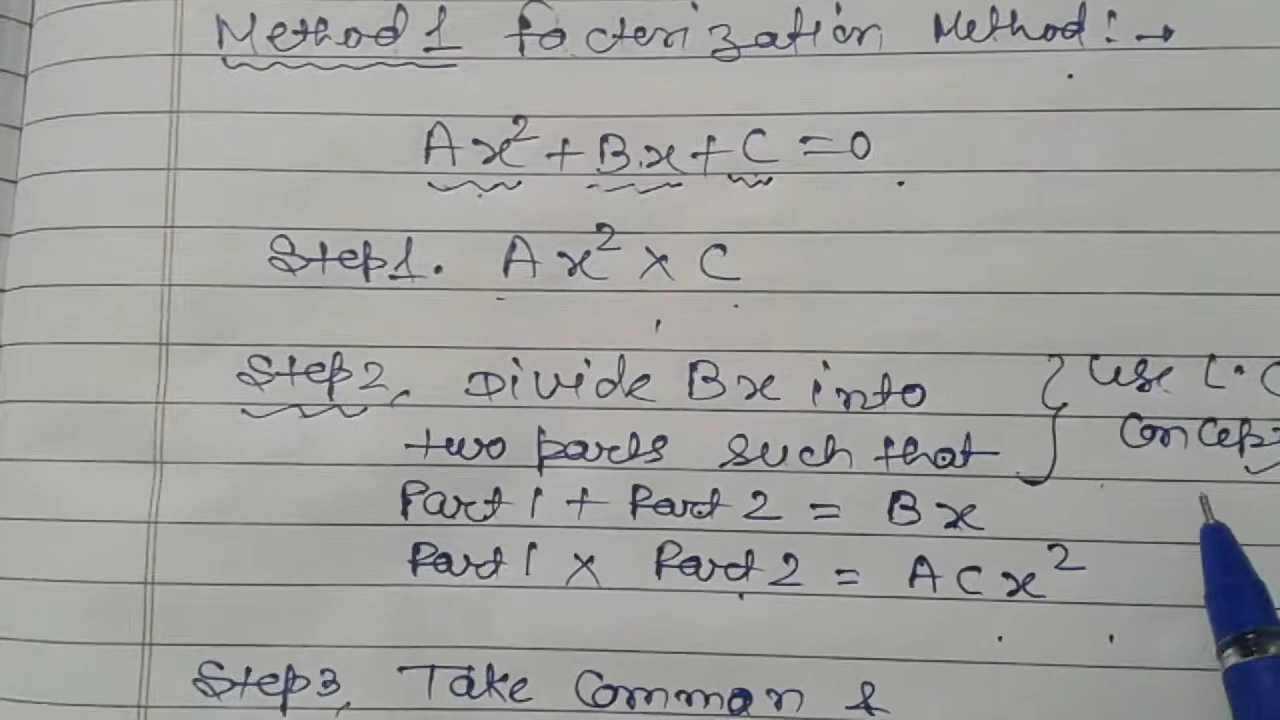 Method 1 Factorization Method: →
Ax² + Bx + C = 0
Step 1. Ax² × C
Step 2. Divide Bx into } Use L.C
two parts such that } Concep
Part 1 + Part 2 = Bx
Part 1 × Part 2 = ACx²
Step 3. Take Common &